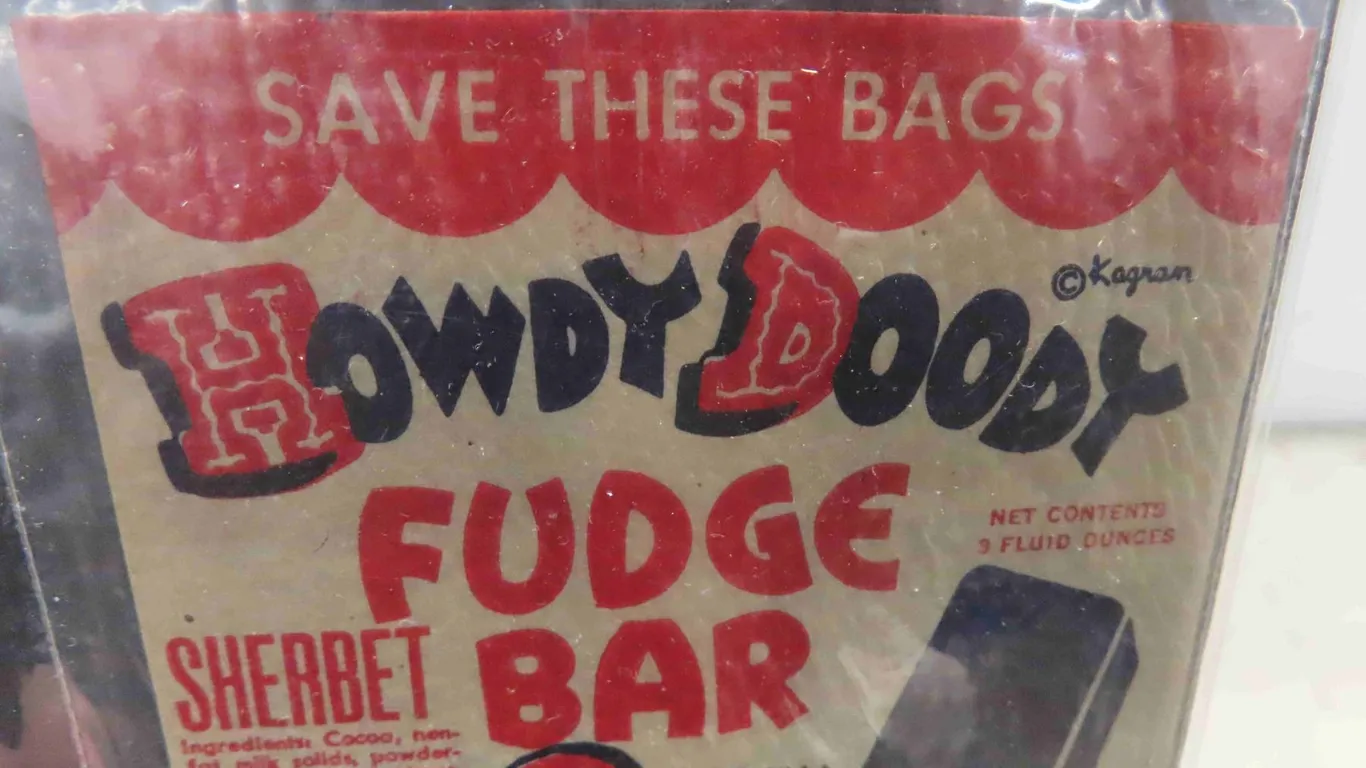 SAVE THESE BAGS
HOWDY DOODY
©Kagran
FUDGE
BAR
NET CONTENTS
3 FLUID OUNCES
SHERBET
Ingredients: Cocoa, non-
fat milk solids, powder-